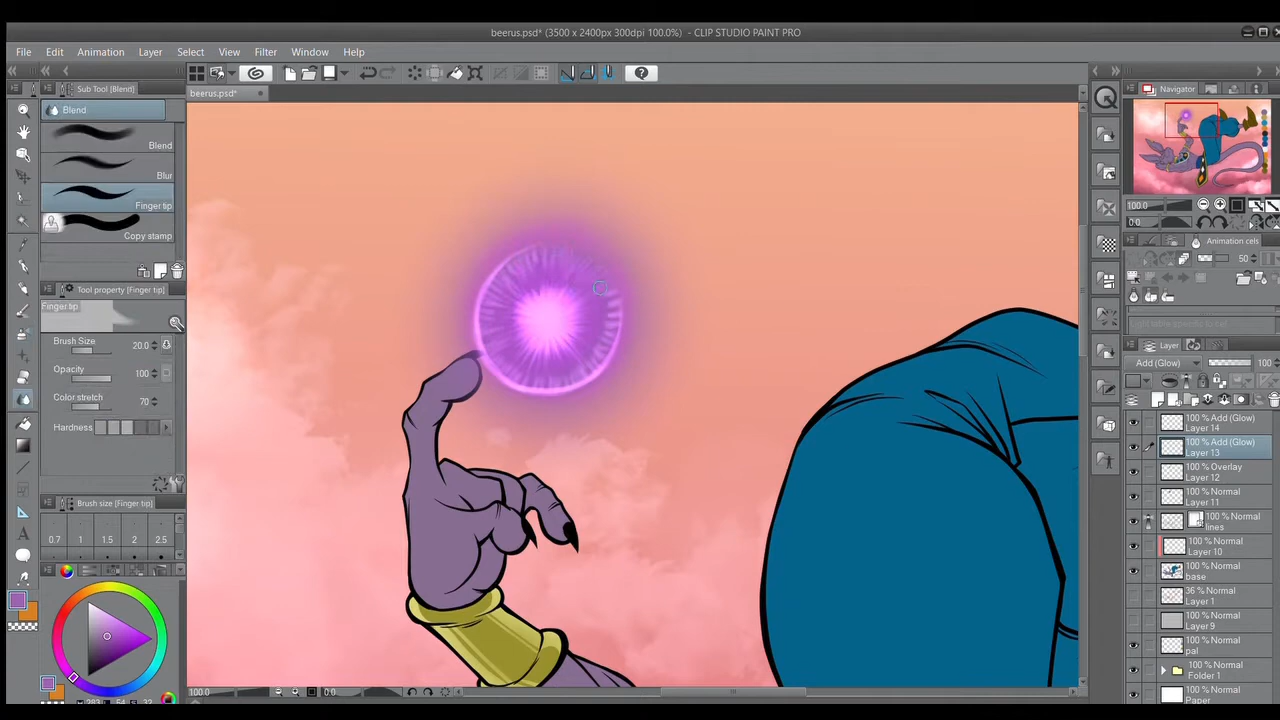 beerus.psd* (3500 x 2400px 300dpi 100.0%) - CLIP STUDIO PAINT PRO
File Edit Animation Layer Select View Filter Window Help
Sub Tool [Blend]
beerus.psd*
Navigator
Blend
Blend
Blur
Finger tip
Copy stamp
100.0
0.0
Animation cels
50
Tool property [Finger tip]
Finger tip
Brush Size 20.0
Opacity 100
Color stretch 70
Hardness
Layer
Add (Glow) 100
100 % Add (Glow)
Layer 14
100 % Add (Glow)
Layer 13
100 % Overlay
Layer 12
100 % Normal
Layer 11
100 % Normal
lines
100 % Normal
Layer 10
100 % Normal
base
36 % Normal
Layer 1
100 % Normal
Layer 9
100 % Normal
pal
100 % Normal
Folder 1
100 % Normal
Paper
Brush size [Finger tip]
0.7 1 1.5 2 2.5
A
100.0
0.0